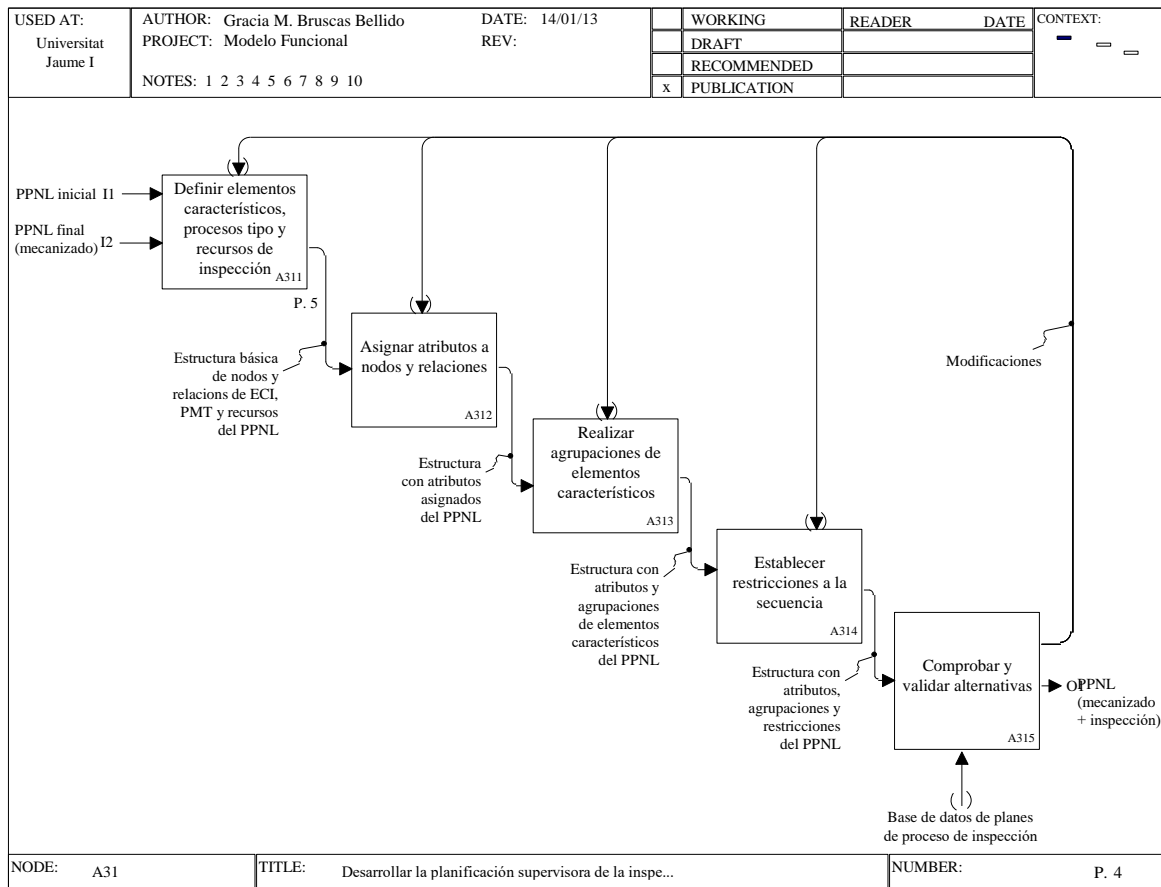 USED AT:
Universitat
Jaume I
AUTHOR: Gracia M. Bruscas Bellido
DATE: 14/01/13
PROJECT: Modelo Funcional
REV:
NOTES: 1 2 3 4 5 6 7 8 9 10
WORKING
DRAFT
RECOMMENDED
x PUBLICATION
READER DATE
CONTEXT:
PPNL inicial I1
PPNL final
(mecanizado) I2
Definir elementos
característicos,
procesos tipo y
recursos de
inspección
A311
P. 5
Estructura básica
de nodos y
relacions de ECI,
PMT y recursos
del PPNL
Asignar atributos a
nodos y relaciones
A312
Estructura
con atributos
asignados
del PPNL
Realizar
agrupaciones de
elementos
característicos
A313
Estructura con
atributos y
agrupaciones
de elementos
característicos
del PPNL
Establecer
restricciones a la
secuencia
A314
Estructura con
atributos,
agrupaciones y
restricciones
del PPNL
Modificaciones
Comprobar y
validar alternativas
A315
O1
PPNL
(mecanizado
+ inspección)
Base de datos de planes
de proceso de inspección
NODE: A31
TITLE: Desarrollar la planificación supervisora de la inspe...
NUMBER: P. 4